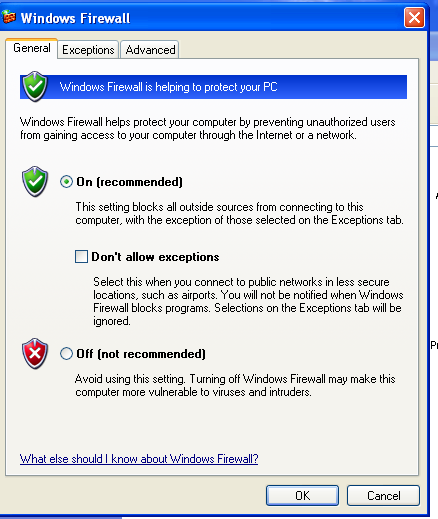 Windows Firewall
General
Exceptions
Advanced
Windows Firewall is helping to protect your PC
Windows Firewall helps protect your computer by preventing unauthorized users
from gaining access to your computer through the Internet or a network.
On (recommended)
This setting blocks all outside sources from connecting to this
computer, with the exception of those selected on the Exceptions tab.
Don't allow exceptions
Select this when you connect to public networks in less secure
locations, such as airports. You will not be notified when Windows
Firewall blocks programs. Selections on the Exceptions tab will be
ignored.
Off (not recommended)
Avoid using this setting. Turning off Windows Firewall may make this
computer more vulnerable to viruses and intruders.
What else should I know about Windows Firewall?
OK
Cancel